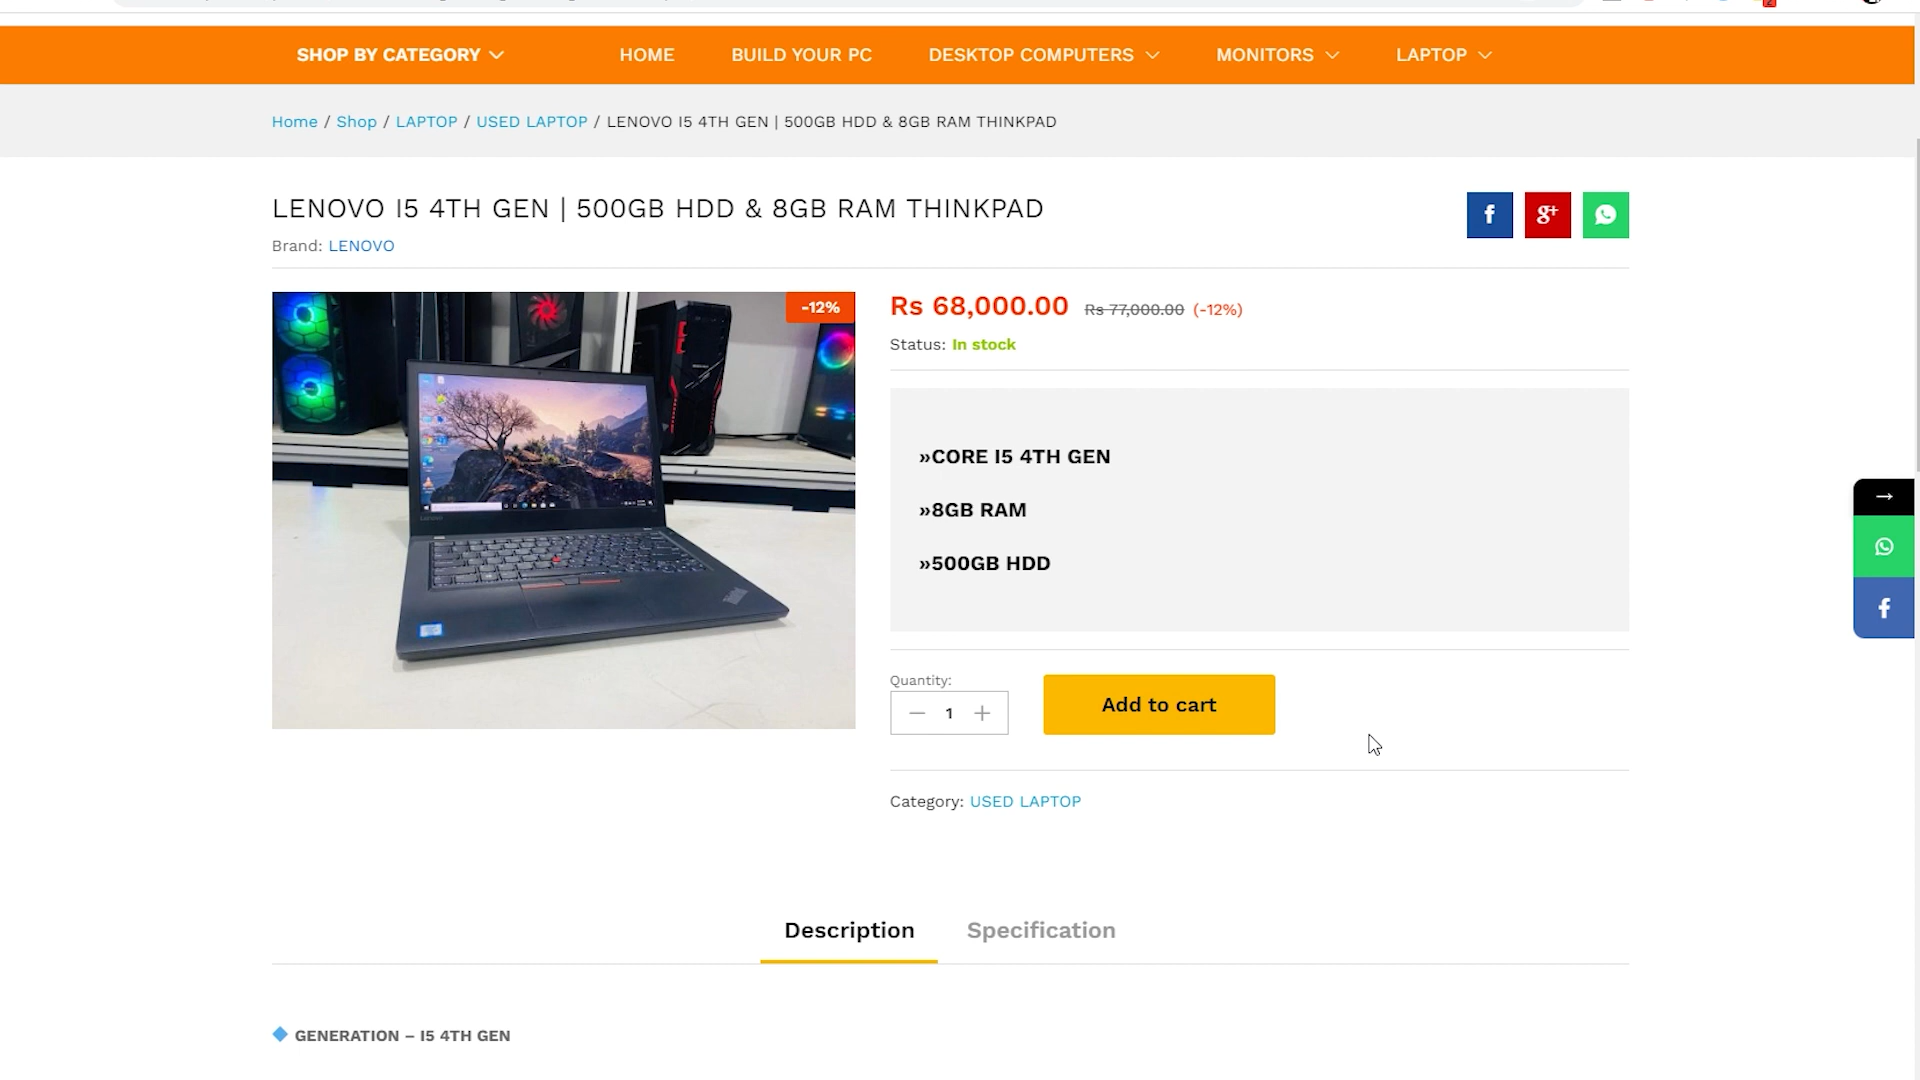 SHOP BY CATEGORY
HOME
BUILD YOUR PC
DESKTOP COMPUTERS
MONITORS
LAPTOP
Home / Shop / LAPTOP / USED LAPTOP / LENOVO I5 4TH GEN | 500GB HDD & 8GB RAM THINKPAD
LENOVO I5 4TH GEN | 500GB HDD & 8GB RAM THINKPAD
Brand: LENOVO
-12%
Rs 68,000.00 Rs 77,000.00 (-12%)
Status: In stock
»CORE I5 4TH GEN
»8GB RAM
»500GB HDD
Quantity:
1
Add to cart
Category: USED LAPTOP
Description
Specification
GENERATION – I5 4TH GEN